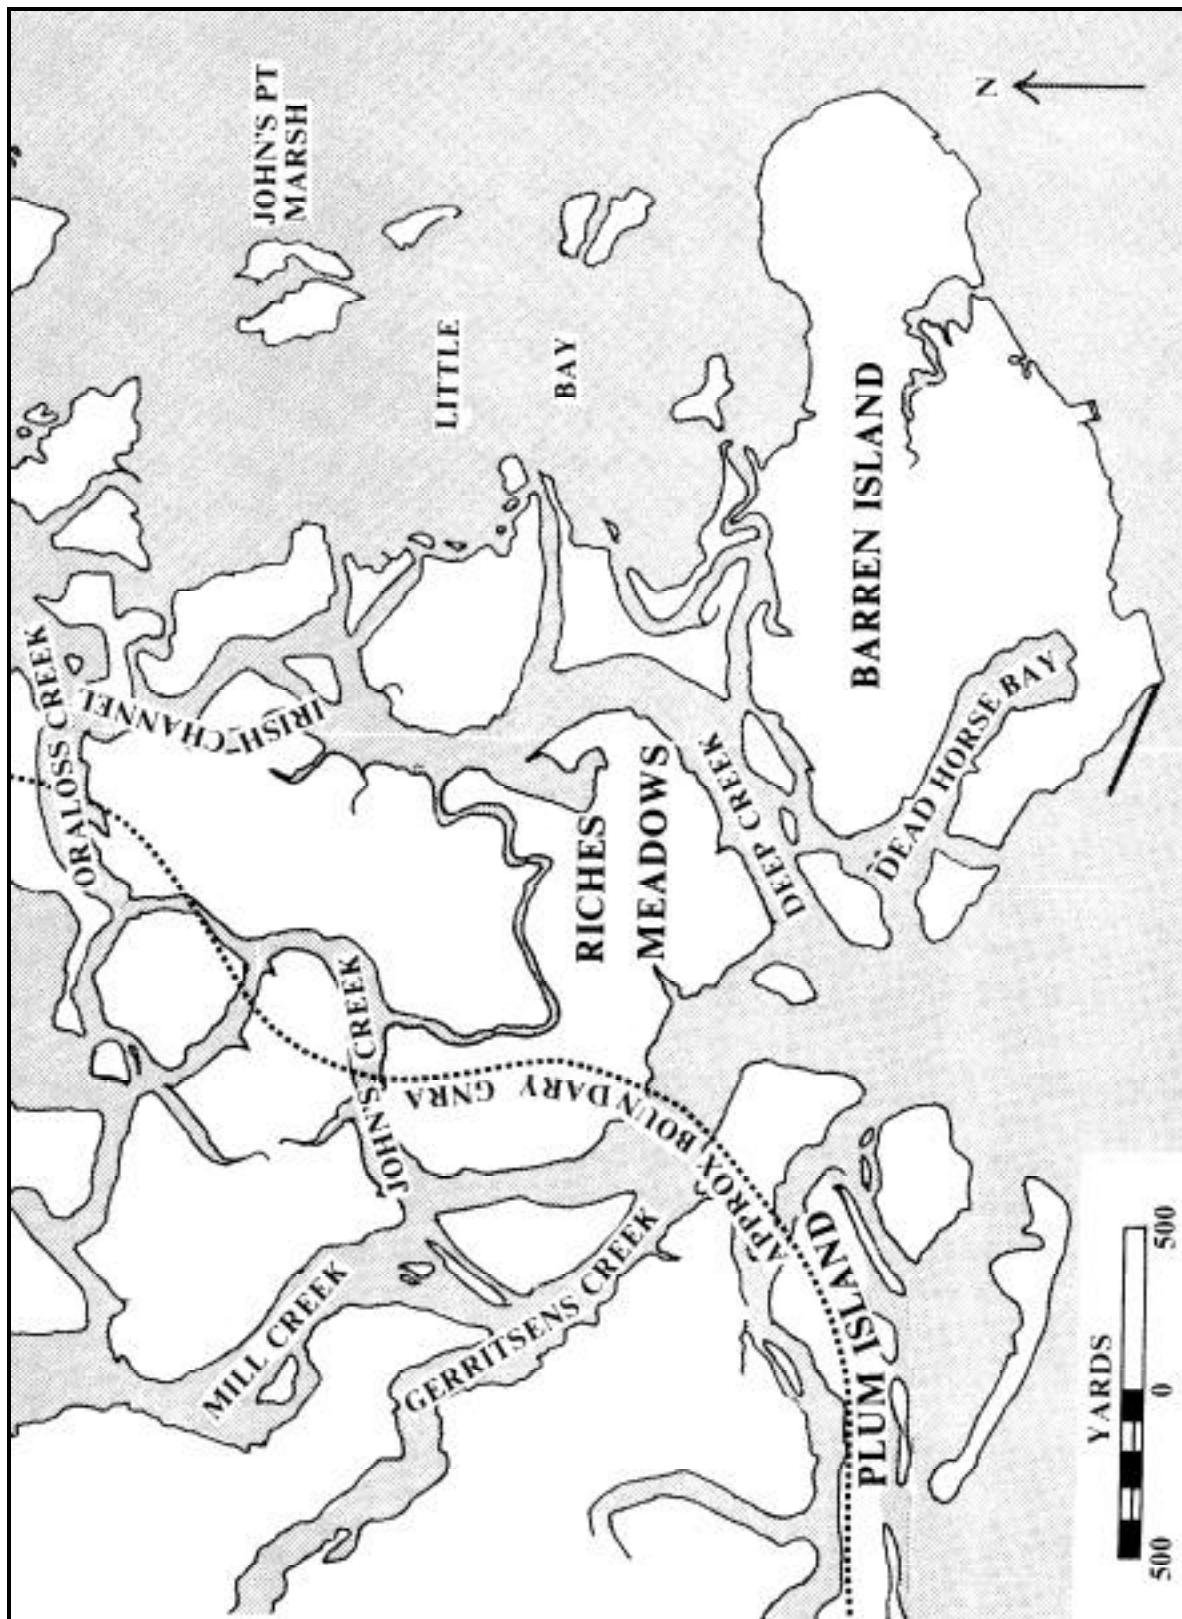 JOHN'S PT
MARSH
N
LITTLE
BAY
ORALLOSS CREEK
IRISH CHANNEL
RICHES
MEADOWS
BARREN ISLAND
DEEP CREEK
DEAD HORSE BAY
JOHN'S CREEK
APPROX BOUNDARY GNRA
MILL CREEK
GERRITSENS CREEK
PLUM ISLAND
YARDS
500 0 500